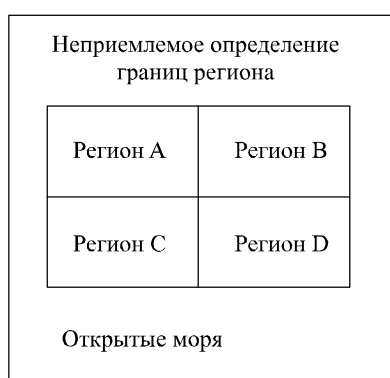 Неприемлемое определение
границ региона
Регион A
Регион B
Регион C
Регион D
Открытые моря